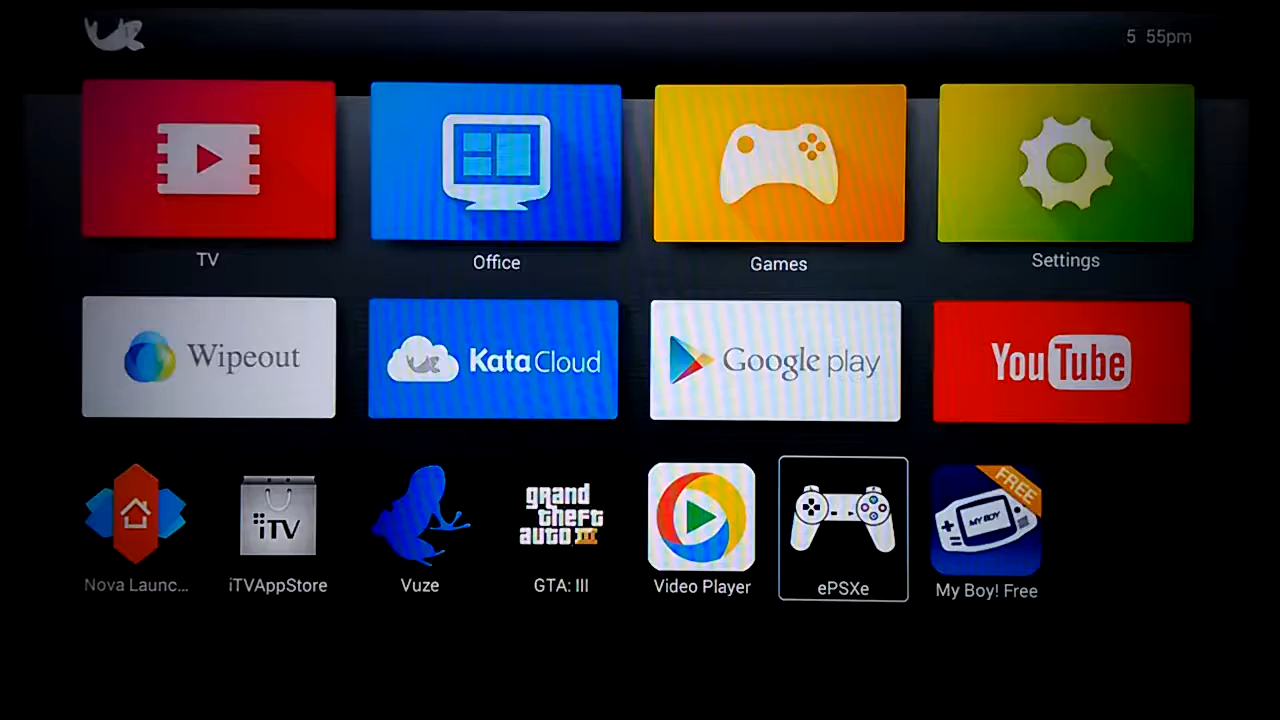 5 55pm
TV
Office
Games
Settings
Wipeout
Kata Cloud
Google play
YouTube
grand
theft
auto III
iTV
FREE
MY BOY
Nova Launc...
iTVAppStore
Vuze
GTA: III
Video Player
ePSXe
My Boy! Free